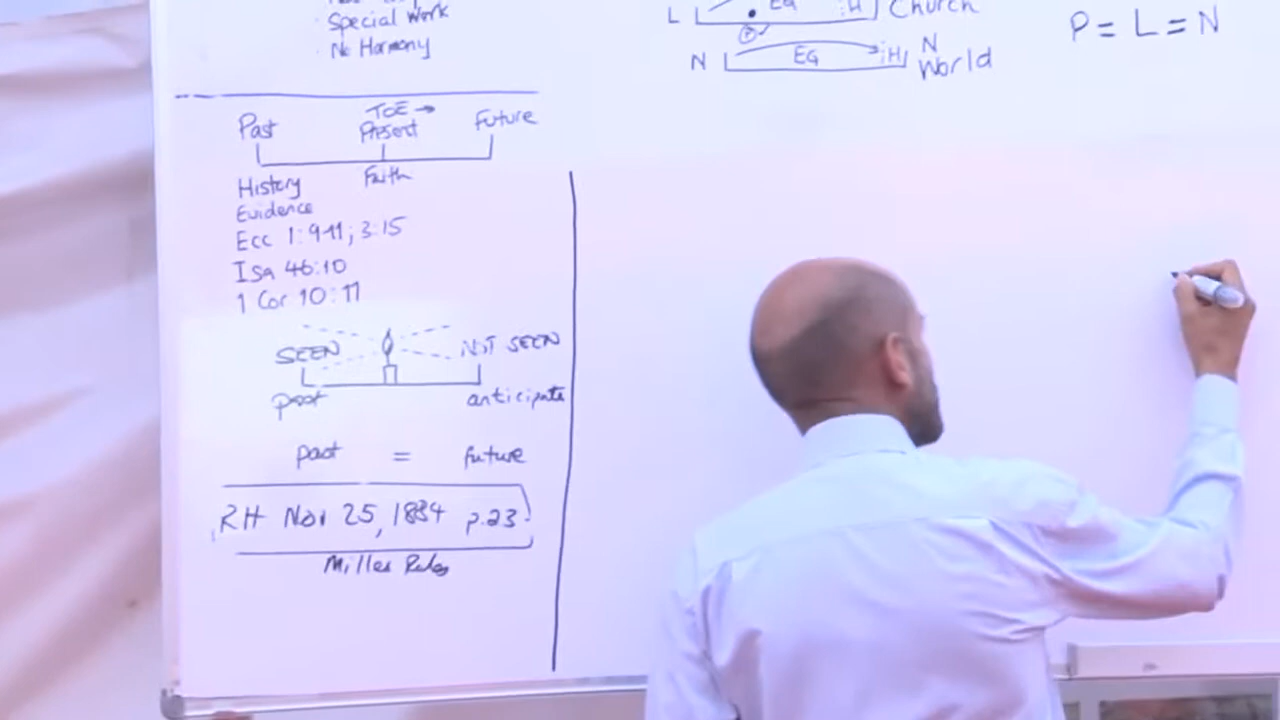 Special Work
No Harmony
L EG iH Church
P
N EG iH N
World
P = L = N
TOE →
Past Present Future
Faith
History
Evidence
Ecc 1:9-11; 3:15
Isa 46:10
1 Cor 10:11
SEEN NOT SEEN
past anticipate
past = future
RH Nov 25, 1884 p.23
Miller Rules